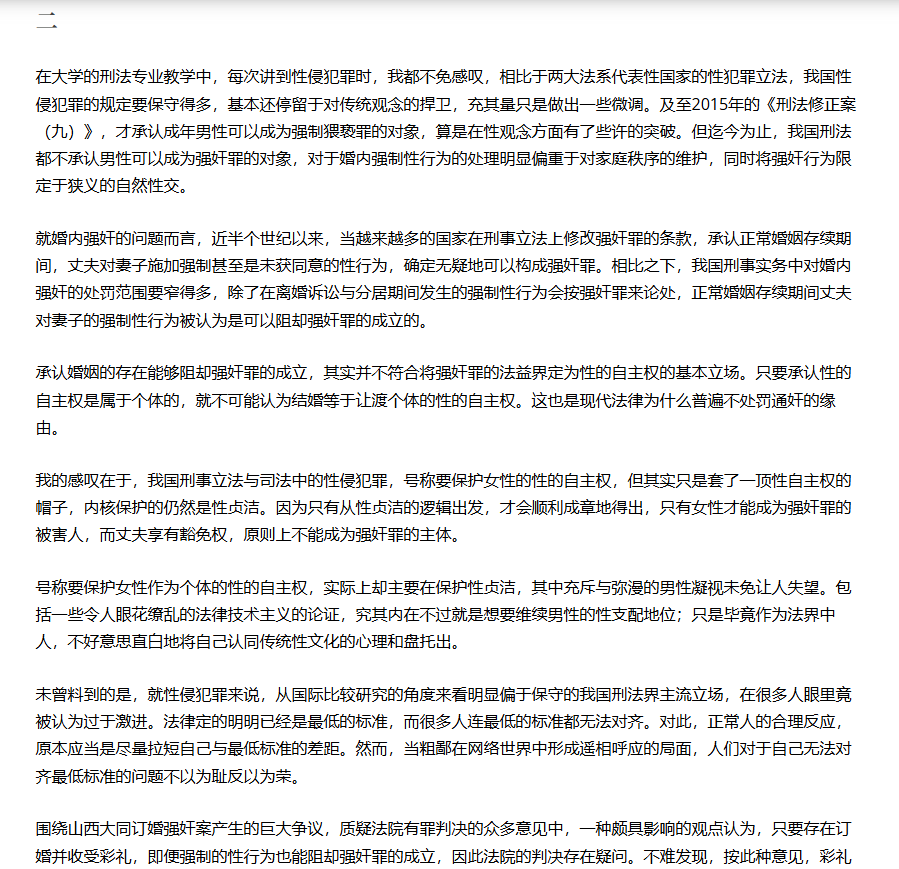 二
在大学的刑法专业教学中，每次讲到性侵犯罪时，我都不免感叹，相比于两大法系代表性国家的性犯罪立法，我国性
侵犯罪的规定要保守得多，基本还停留于对传统观念的捍卫，充其量只是做出一些微调。及至2015年的《刑法修正案
（九）》，才承认成年男性可以成为强制猥亵罪的对象，算是在性观念方面有了些许的突破。但迄今为止，我国刑法
都不承认男性可以成为强奸罪的对象，对于婚内强制性行为的处理明显偏重于对家庭秩序的维护，同时将强奸行为限
定于狭义的自然性交。
就婚内强奸的问题而言，近半个世纪以来，当越来越多的国家在刑事立法上修改强奸罪的条款，承认正常婚姻存续期
间，丈夫对妻子施加强制甚至是未获同意的性行为，确定无疑地可以构成强奸罪。相比之下，我国刑事实务中对婚内
强奸的处罚范围要窄得多，除了在离婚诉讼与分居期间发生的强制性行为会按强奸罪来论处，正常婚姻存续期间丈夫
对妻子的强制性行为被认为是可以阻却强奸罪的成立的。
承认婚姻的存在能够阻却强奸罪的成立，其实并不符合将强奸罪的法益界定为性的自主权的基本立场。只要承认性的
自主权是属于个体的，就不可能认为结婚等于让渡个体的性的自主权。这也是现代法律为什么普遍不处罚通奸的缘
由。
我的感叹在于，我国刑事立法与司法中的性侵犯罪，号称要保护女性的性的自主权，但其实只是套了一顶性自主权的
帽子，内核保护的仍然是性贞洁。因为只有从性贞洁的逻辑出发，才会顺利成章地得出，只有女性才能成为强奸罪的
被害人，而丈夫享有豁免权，原则上不能成为强奸罪的主体。
号称要保护女性作为个体的性的自主权，实际上却主要在保护性贞洁，其中充斥与弥漫的男性凝视未免让人失望。包
括一些令人眼花缭乱的法律技术主义的论证，究其内在不过就是想要维续男性的性支配地位；只是毕竟作为法界中
人，不好意思直白地将自己认同传统性文化的心理和盘托出。
未曾料到的是，就性侵犯罪来说，从国际比较研究的角度来看明显偏于保守的我国刑法界主流立场，在很多人眼里竟
被认为过于激进。法律定的明明已经是最低的标准，而很多人连最低的标准都无法对齐。对此，正常人的合理反应，
原本应当是尽量拉短自己与最低标准的差距。然而，当粗鄙在网络世界中形成遥相呼应的局面，人们对于自己无法对
齐最低标准的问题不以为耻反以为荣。
围绕山西大同订婚强奸案产生的巨大争议，质疑法院有罪判决的众多意见中，一种颇具影响的观点认为，只要存在订
婚并收受彩礼，即便强制的性行为也能阻却强奸罪的成立，因此法院的判决存在疑问。不难发现，按此种意见，彩礼